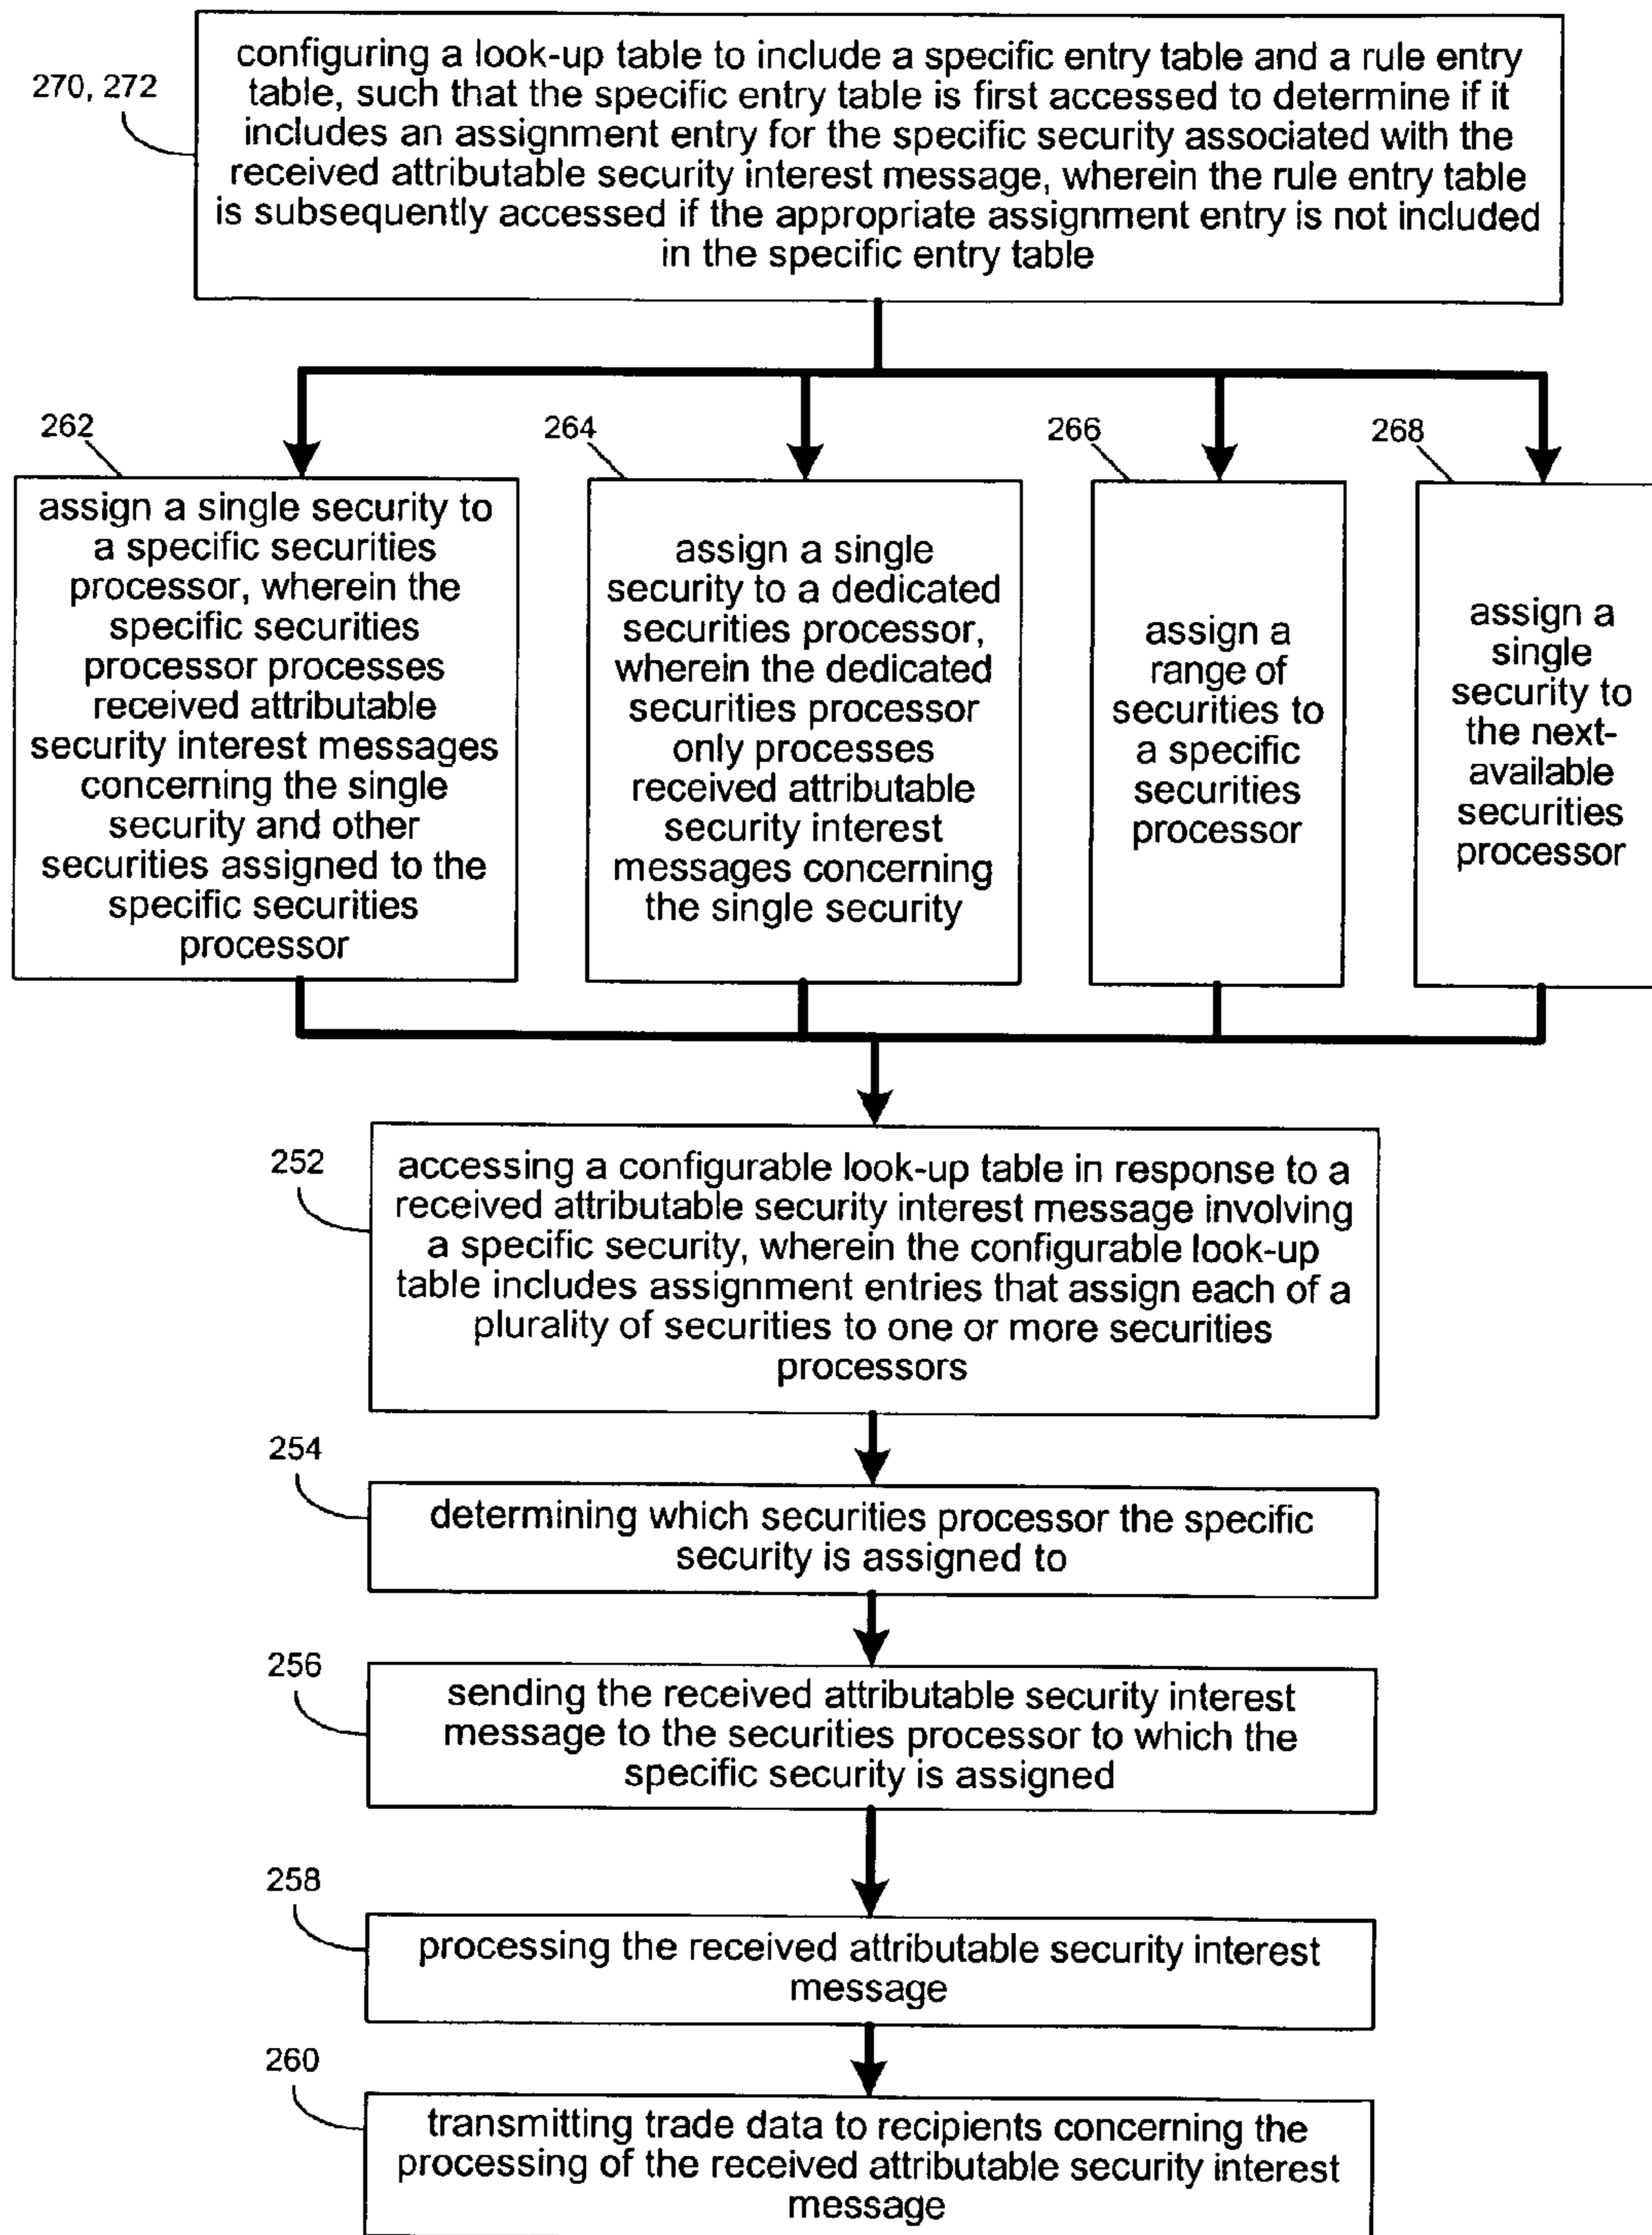 270, 272
configuring a look-up table to include a specific entry table and a rule entry
table, such that the specific entry table is first accessed to determine if it
includes an assignment entry for the specific security associated with the
received attributable security interest message, wherein the rule entry table
is subsequently accessed if the appropriate assignment entry is not included
in the specific entry table
262
assign a single security to
a specific securities
processor, wherein the
specific securities
processor processes
received attributable
security interest messages
concerning the single
security and other
securities assigned to the
specific securities
processor
264
assign a single
security to a dedicated
securities processor,
wherein the dedicated
securities processor
only processes
received attributable
security interest
messages concerning
the single security
266
assign a
range of
securities to
a specific
securities
processor
268
assign a
single
security to
the next-
available
securities
processor
252
accessing a configurable look-up table in response to a
received attributable security interest message involving
a specific security, wherein the configurable look-up
table includes assignment entries that assign each of a
plurality of securities to one or more securities
processors
254
determining which securities processor the specific
security is assigned to
256
sending the received attributable security interest
message to the securities processor to which the
specific security is assigned
258
processing the received attributable security interest
message
260
transmitting trade data to recipients concerning the
processing of the received attributable security interest
message